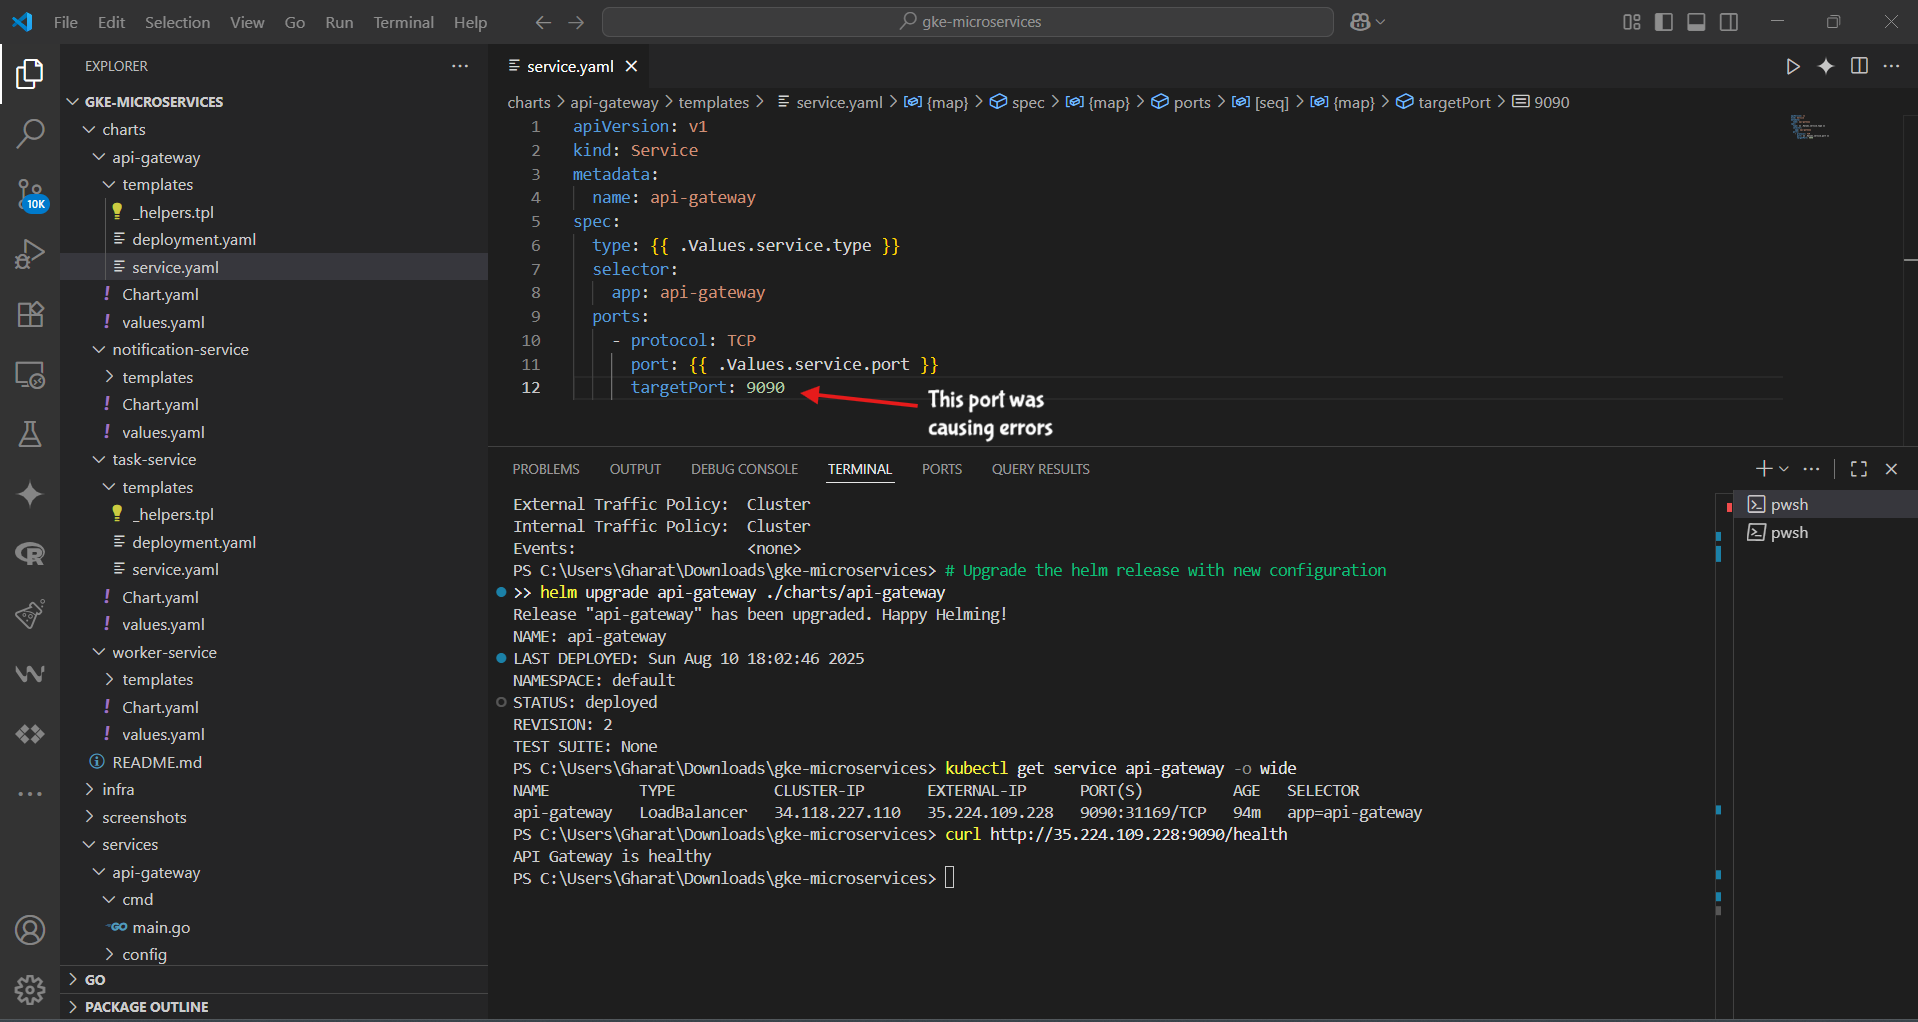 File Edit Selection View Go Run Terminal Help
gke-microservices
EXPLORER
GKE-MICROSERVICES
charts
api-gateway
templates
_helpers.tpl
deployment.yaml
service.yaml
! Chart.yaml
! values.yaml
notification-service
templates
! Chart.yaml
! values.yaml
task-service
templates
_helpers.tpl
deployment.yaml
service.yaml
! Chart.yaml
! values.yaml
worker-service
templates
! Chart.yaml
! values.yaml
README.md
infra
screenshots
services
api-gateway
cmd
GO main.go
config
GO
PACKAGE OUTLINE
10K
R
service.yaml
charts > api-gateway > templates > service.yaml > {map} > spec > {map} > ports > [seq] > {map} > targetPort > 9090
1 apiVersion: v1
2 kind: Service
3 metadata:
4 name: api-gateway
5 spec:
6 type: {{ .Values.service.type }}
7 selector:
8 app: api-gateway
9 ports:
10 - protocol: TCP
11 port: {{ .Values.service.port }}
12 targetPort: 9090
This port was
causing errors
PROBLEMS OUTPUT DEBUG CONSOLE TERMINAL PORTS QUERY RESULTS
External Traffic Policy: Cluster
Internal Traffic Policy: Cluster
Events: <none>
PS C:\Users\Gharat\Downloads\gke-microservices> # Upgrade the helm release with new configuration
>> helm upgrade api-gateway ./charts/api-gateway
Release "api-gateway" has been upgraded. Happy Helming!
NAME: api-gateway
LAST DEPLOYED: Sun Aug 10 18:02:46 2025
NAMESPACE: default
STATUS: deployed
REVISION: 2
TEST SUITE: None
PS C:\Users\Gharat\Downloads\gke-microservices> kubectl get service api-gateway -o wide
NAME TYPE CLUSTER-IP EXTERNAL-IP PORT(S) AGE SELECTOR
api-gateway LoadBalancer 34.118.227.110 35.224.109.228 9090:31169/TCP 94m app=api-gateway
PS C:\Users\Gharat\Downloads\gke-microservices> curl http://35.224.109.228:9090/health
API Gateway is healthy
PS C:\Users\Gharat\Downloads\gke-microservices>
pwsh
pwsh